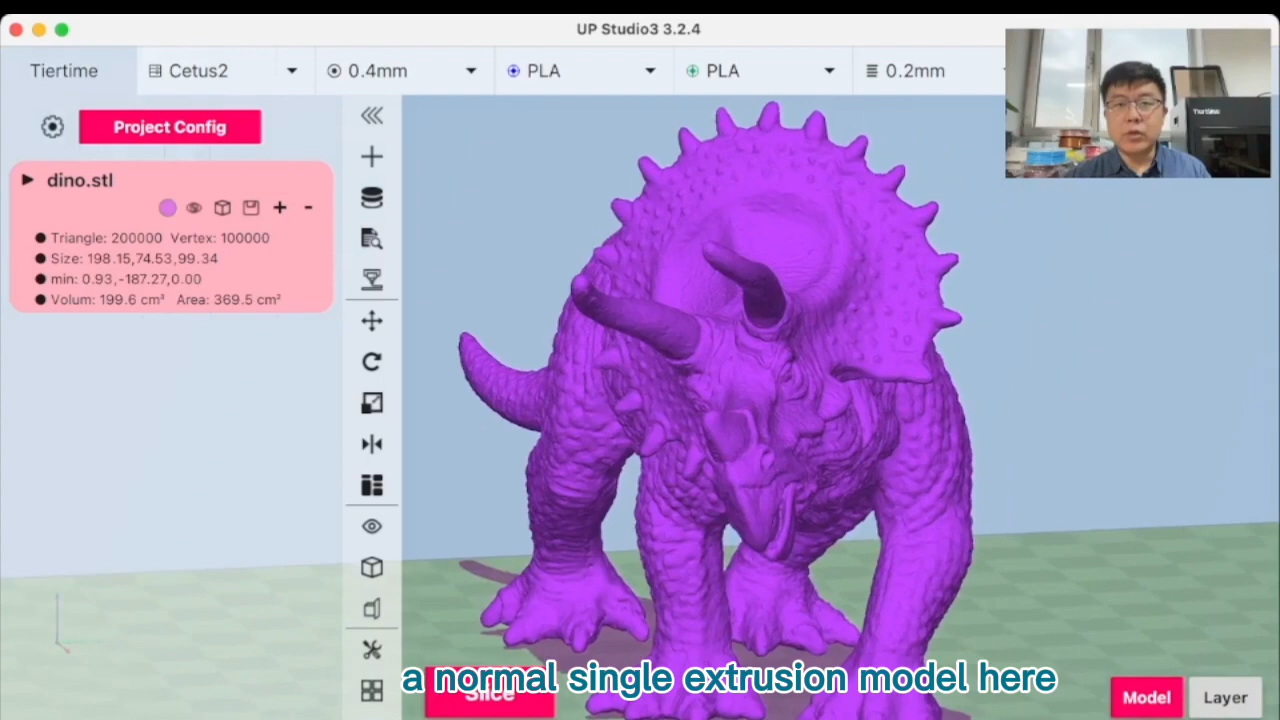 UP Studio3 3.2.4
Tiertime
Cetus2
0.4mm
PLA
PLA
0.2mm
Project Config
dino.stl
Triangle: 200000 Vertex: 100000
Size: 198.15,74.53,99.34
min: 0.93,-187.27,0.00
Volum: 199.6 cm³ Area: 369.5 cm²
Slice
a normal single extrusion model here
Model
Layer